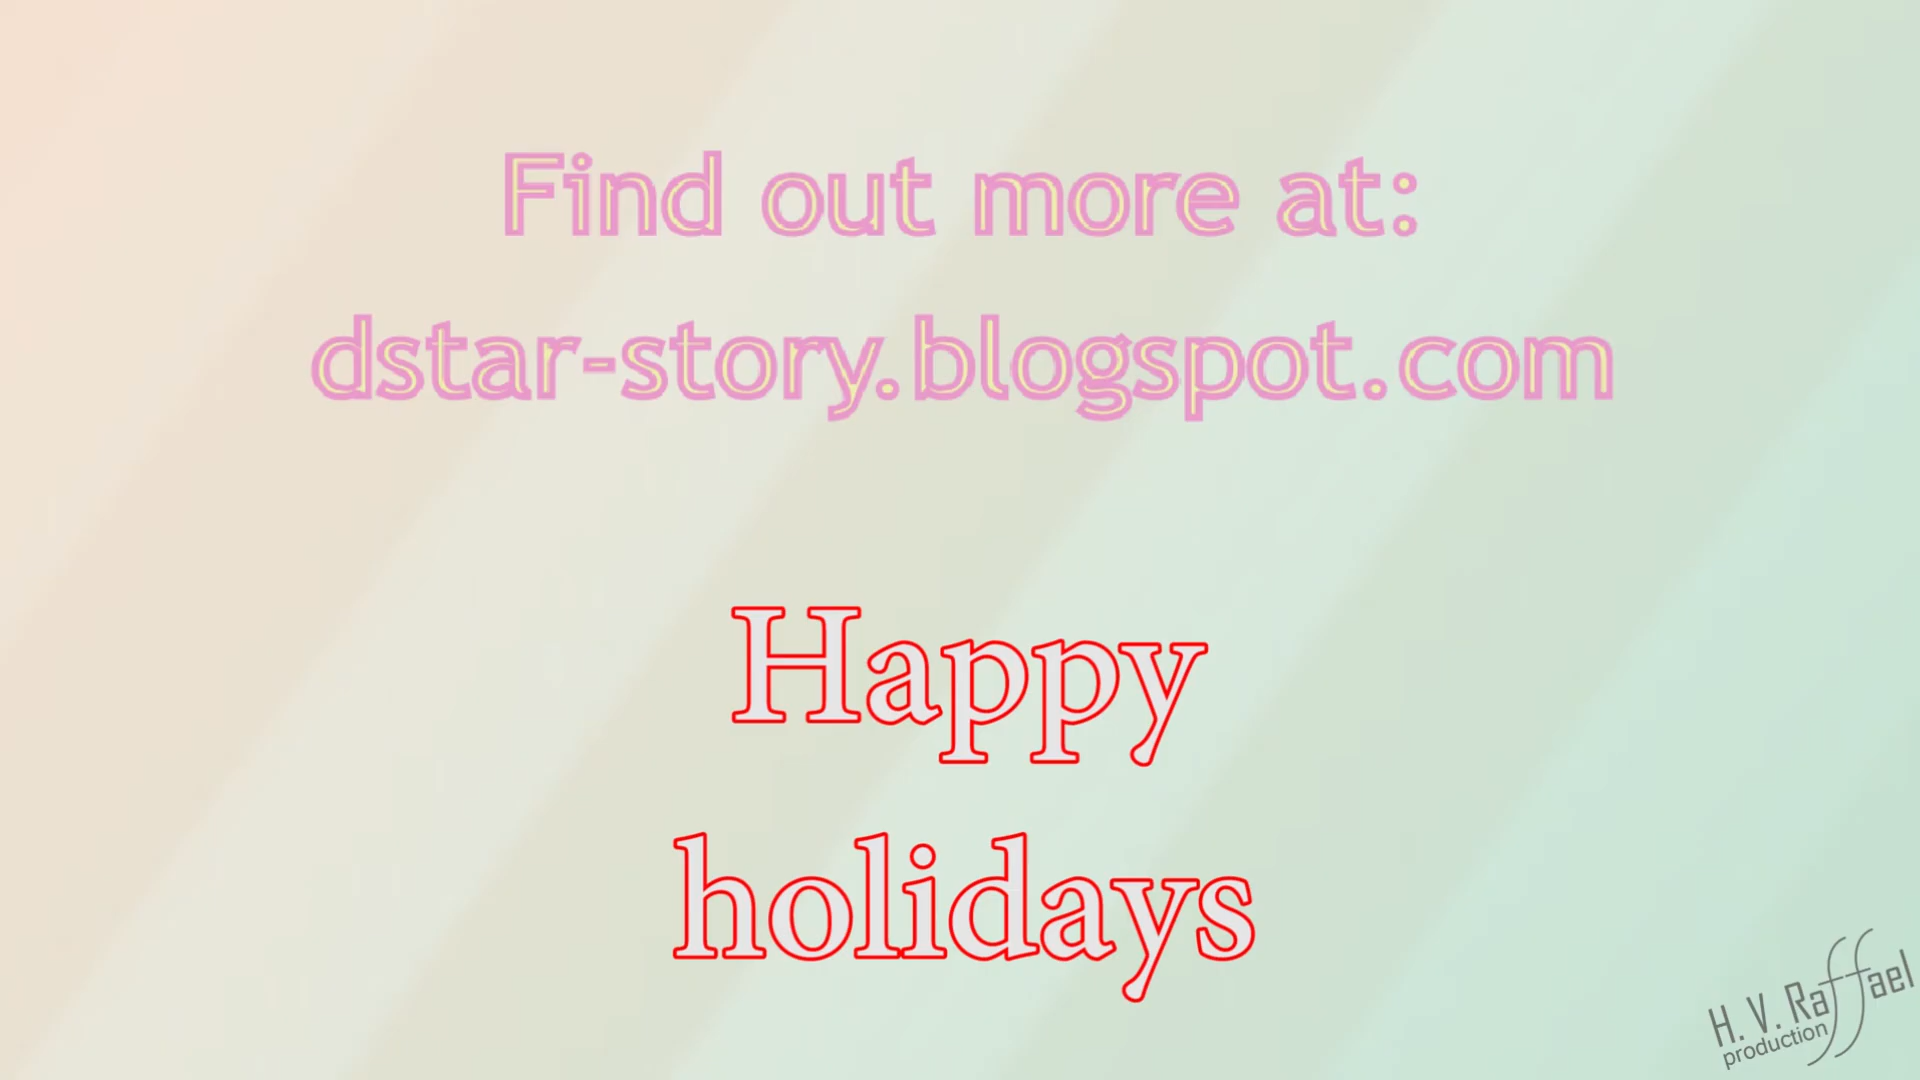 Find out more at:
dstar-story.blogspot.com
Happy
holidays
H. V. Raffael
production